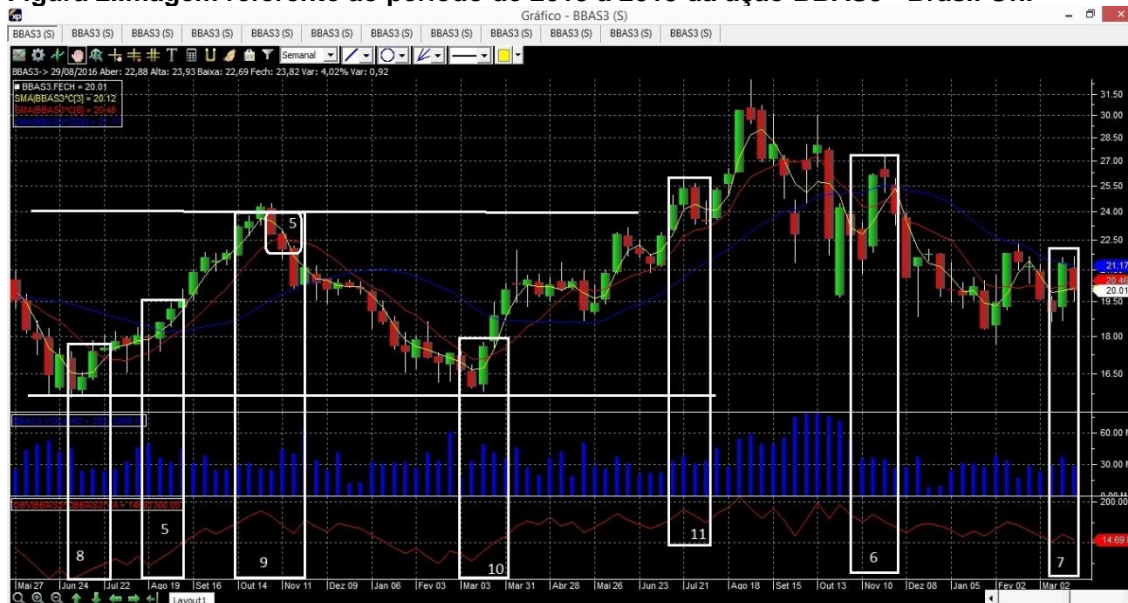 Gráfico - BBAS3 (S)
BBAS3 (S) BBAS3 (S) BBAS3 (S) BBAS3 (S) BBAS3 (S) BBAS3 (S) BBAS3 (S) BBAS3 (S) BBAS3 (S) BBAS3 (S)
Semanal
BBAS3-> 29/08/2016 Aber: 22,88 Alta: 23,93 Baixa: 22,69 Fech: 23,82 Var: 4,02% Var: 0,92
BBAS3.FECH = 20.01
SMA(BBAS3*C[3] = 20.12
SMA(BBAS3*C[8] = 20.46
31.50
30.00
28.50
27.00
25.50
24.00
22.50
21.17
20.46
20.01
19.50
18.00
16.50
60.00
30.00
200.00
14.69
5
8
5
9
10
11
6
7
Mai 27 Jun 24 Jul 22 Ago 19 Set 16 Out 14 Nov 11 Dez 09 Jan 06 Fev 03 Mar 03 Mar 31 Abr 28 Mai 26 Jun 23 Jul 21 Ago 18 Set 15 Out 13 Nov 10 Dez 08 Jan 05 Fev 02 Mar 02
Layout1